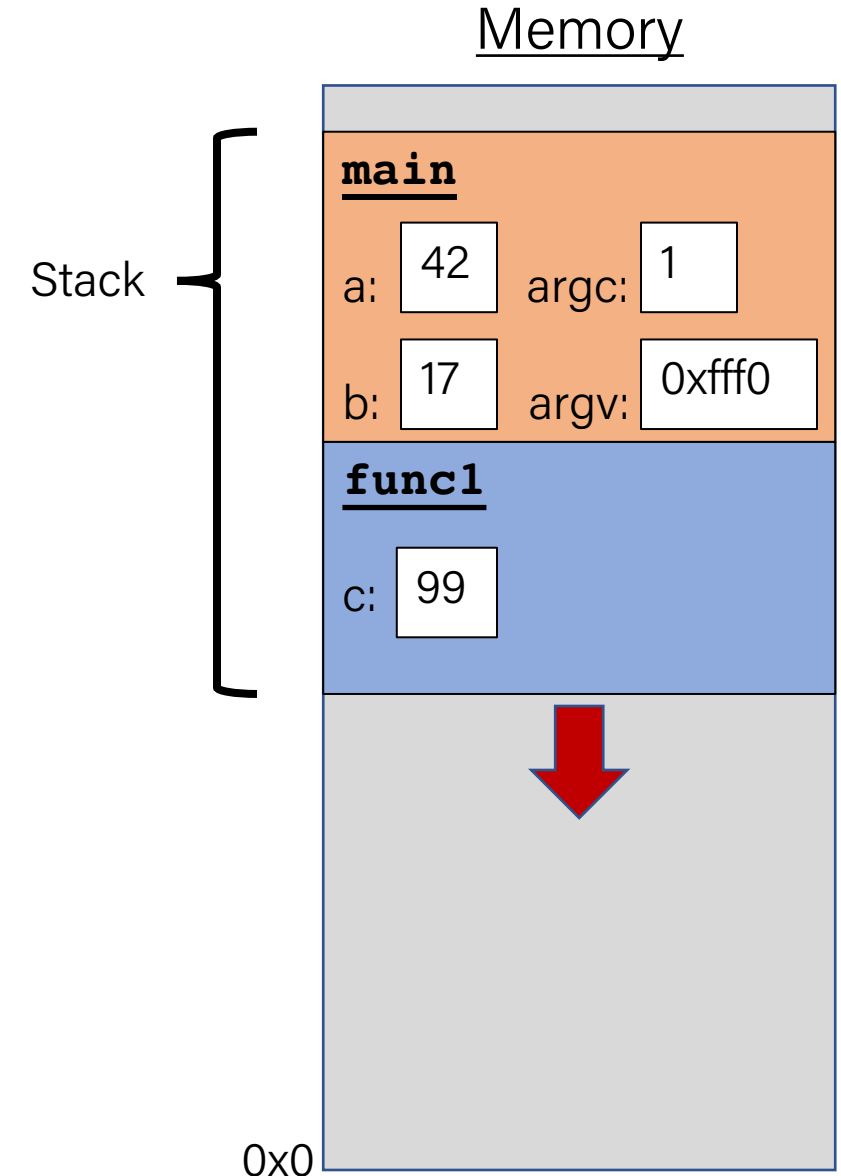 Memory
main
Stack
a: 42 argc: 1
b: 17 argv: 0xfff0
func1
c: 99
0x0